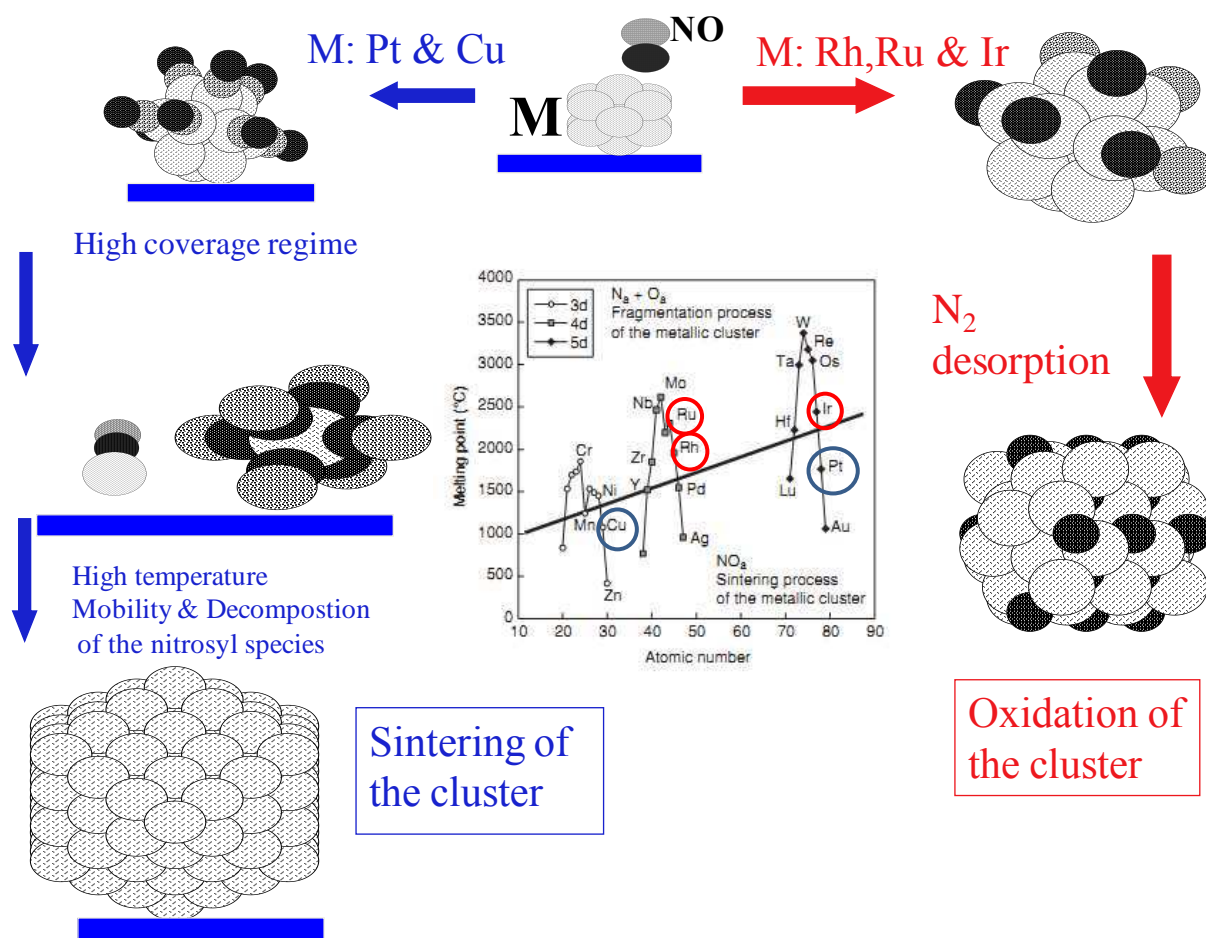 NO
M: Pt & Cu
M: Rh,Ru & Ir
M
High coverage regime
N2
desorption
4000
3500
3000
2500
2000
1500
1000
500
0
Melting point (°C)
3d
4d
5d
Na + Oa
Fragmentation process
of the metallic cluster
W
Re
Ta
Os
Mo
Nb
Ru
Ir
Hf
Cr
Rh
Zr
Pt
Y
Ni
Pd
Lu
Mn
Cu
Ag
Au
NOa
Sintering process
of the metallic cluster
Zn
10 20 30 40 50 60 70 80 90
Atomic number
High temperature
Mobility & Decompostion
of the nitrosyl species
Sintering of
the cluster
Oxidation of
the cluster